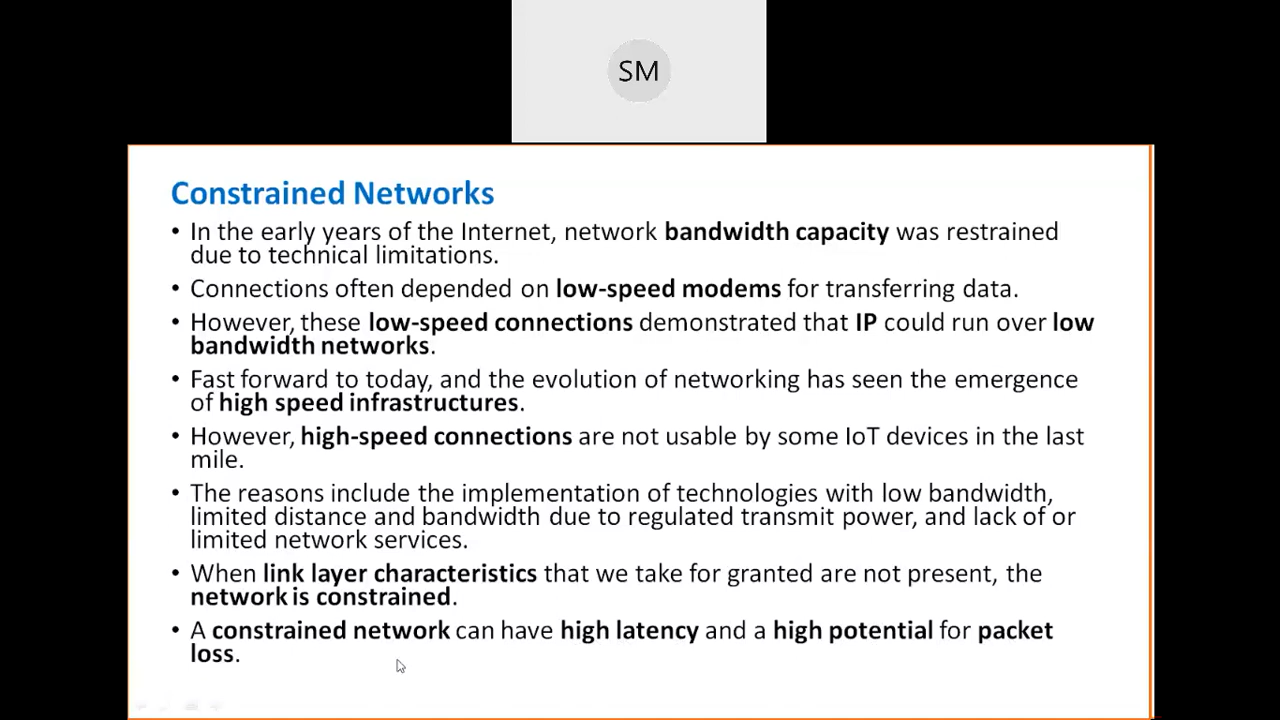 SM
Constrained Networks
• In the early years of the Internet, network bandwidth capacity was restrained
due to technical limitations.
• Connections often depended on low-speed modems for transferring data.
• However, these low-speed connections demonstrated that IP could run over low
bandwidth networks.
• Fast forward to today, and the evolution of networking has seen the emergence
of high speed infrastructures.
• However, high-speed connections are not usable by some IoT devices in the last
mile.
• The reasons include the implementation of technologies with low bandwidth,
limited distance and bandwidth due to regulated transmit power, and lack of or
limited network services.
• When link layer characteristics that we take for granted are not present, the
network is constrained.
• A constrained network can have high latency and a high potential for packet
loss.